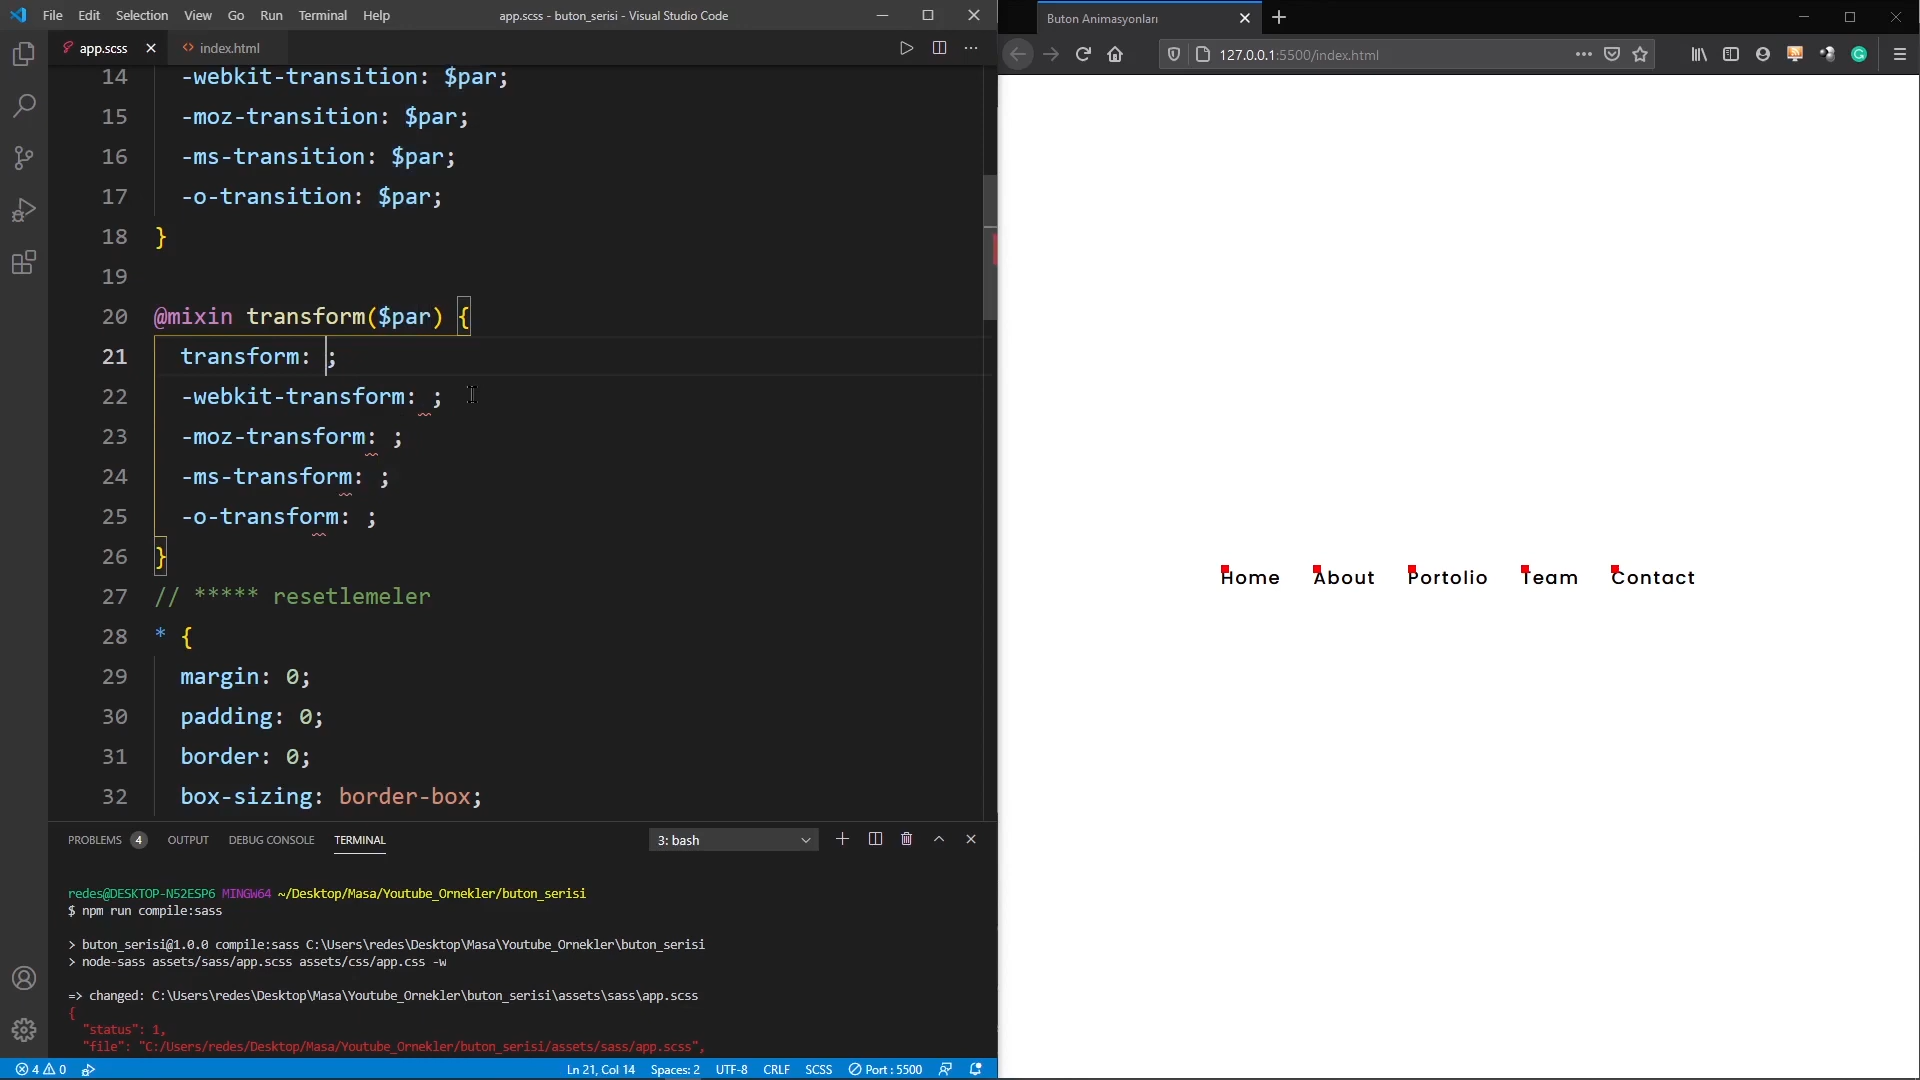 File Edit Selection View Go Run Terminal Help app.scss - buton_serisi - Visual Studio Code
app.scss index.html
14 -webkit-transition: $par;
15 -moz-transition: $par;
16 -ms-transition: $par;
17 -o-transition: $par;
18 }
19
20 @mixin transform($par) {
21 transform: ;
22 -webkit-transform: ;
23 -moz-transform: ;
24 -ms-transform: ;
25 -o-transform: ;
26 }
27 // ***** resetlemeler
28 * {
29 margin: 0;
30 padding: 0;
31 border: 0;
32 box-sizing: border-box;
PROBLEMS 4 OUTPUT DEBUG CONSOLE TERMINAL 3: bash
redes@DESKTOP-N52ESP6 MINGW64 ~/Desktop/Masa/Youtube_Ornekler/buton_serisi
$ npm run compile:sass
> buton_serisi@1.0.0 compile:sass C:\Users\redes\Desktop\Masa\Youtube_Ornekler\buton_serisi
> node-sass assets/sass/app.scss assets/css/app.css -w
=> changed: C:\Users\redes\Desktop\Masa\Youtube_Ornekler\buton_serisi\assets\sass\app.scss
{
"status": 1,
"file": "C:/Users/redes/Desktop/Masa/Youtube_Ornekler/buton_serisi/assets/sass/app.scss",
4 0 Ln 21, Col 14 Spaces: 2 UTF-8 CRLF SCSS Port : 5500
Buton Animasyonları
127.0.0.1:5500/index.html
Home About Portolio Team Contact